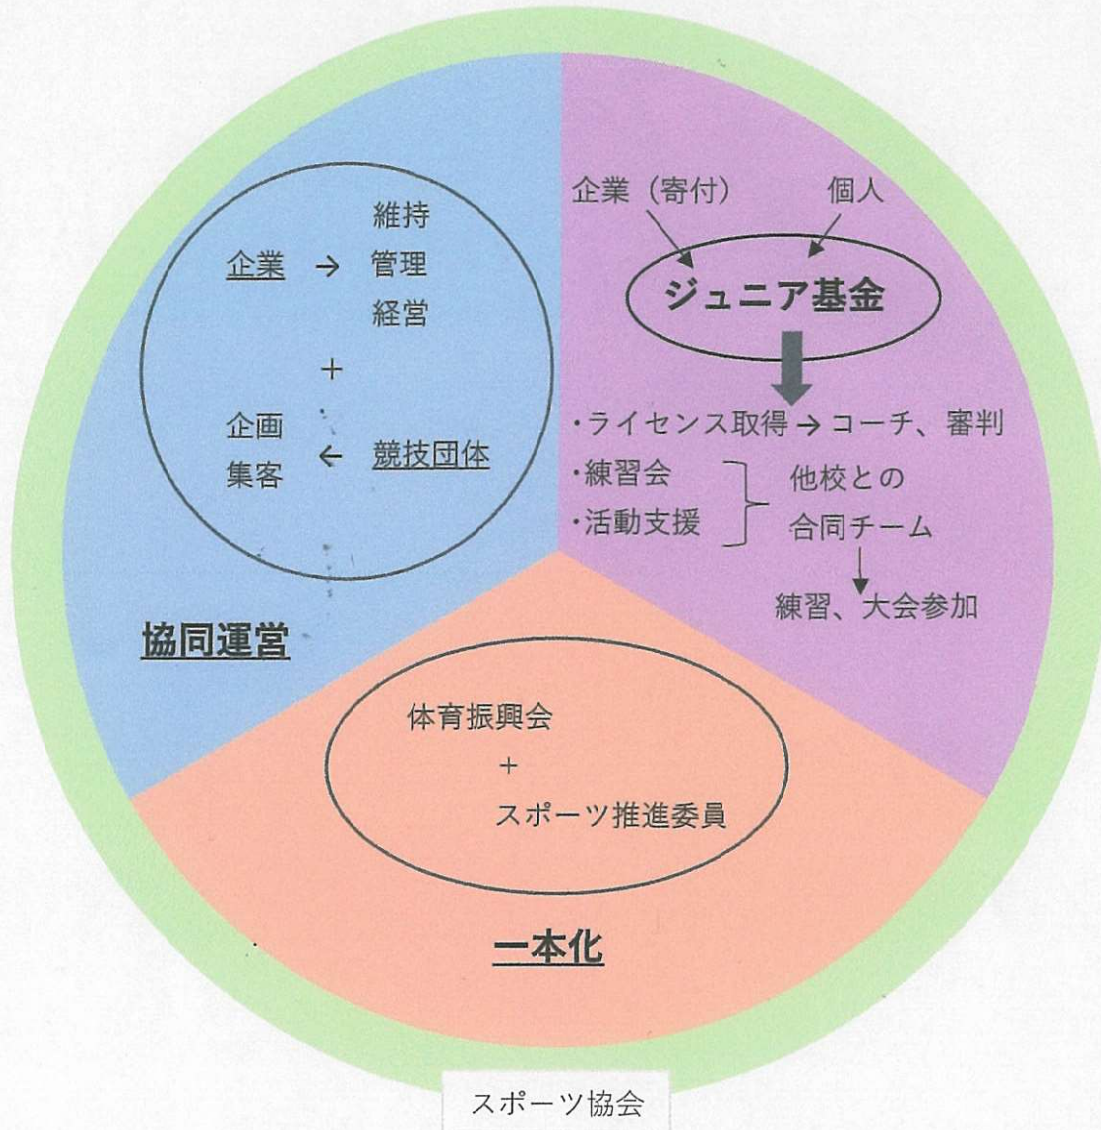 維持
企業 → 管理
経営
+
企画
集客 ← 競技団体
協同運営
企業（寄付） 個人
ジュニア基金
・ライセンス取得 → コーチ、審判
・練習会
・活動支援
他校との
合同チーム
練習、大会参加
体育振興会
+
スポーツ推進委員
一本化
スポーツ協会